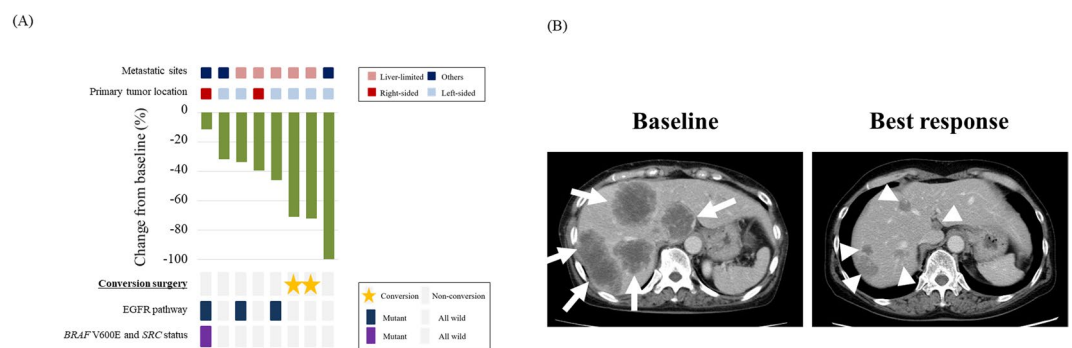 (A)
(B)
Metastatic sites
Primary tumor location
Liver-limited Others
Right-sided Left-sided
Change from baseline (%)
0
-20
-40
-60
-80
-100
Baseline
Best response
Conversion surgery
EGFR pathway
BRAF V600E and SRC status
Conversion Non-conversion
Mutant All wild
Mutant All wild